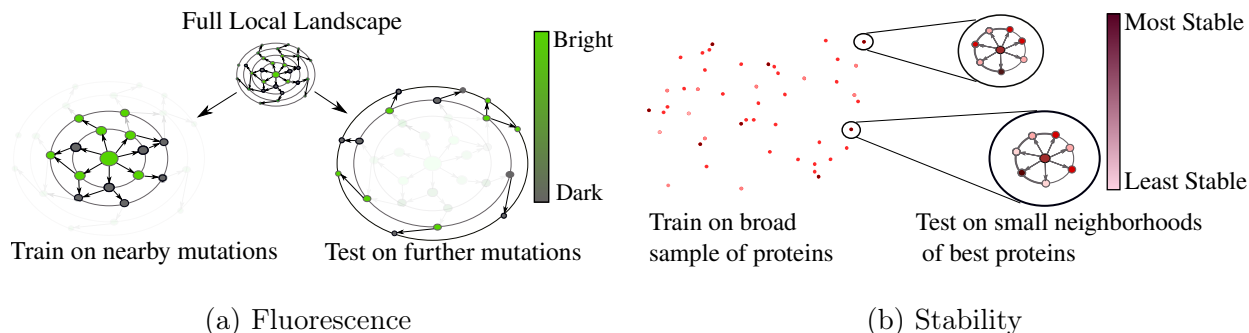 Full Local Landscape
Bright
Dark
Train on nearby mutations
Test on further mutations
(a) Fluorescence
Most Stable
Least Stable
Train on broad
sample of proteins
Test on small neighborhoods
of best proteins
(b) Stability